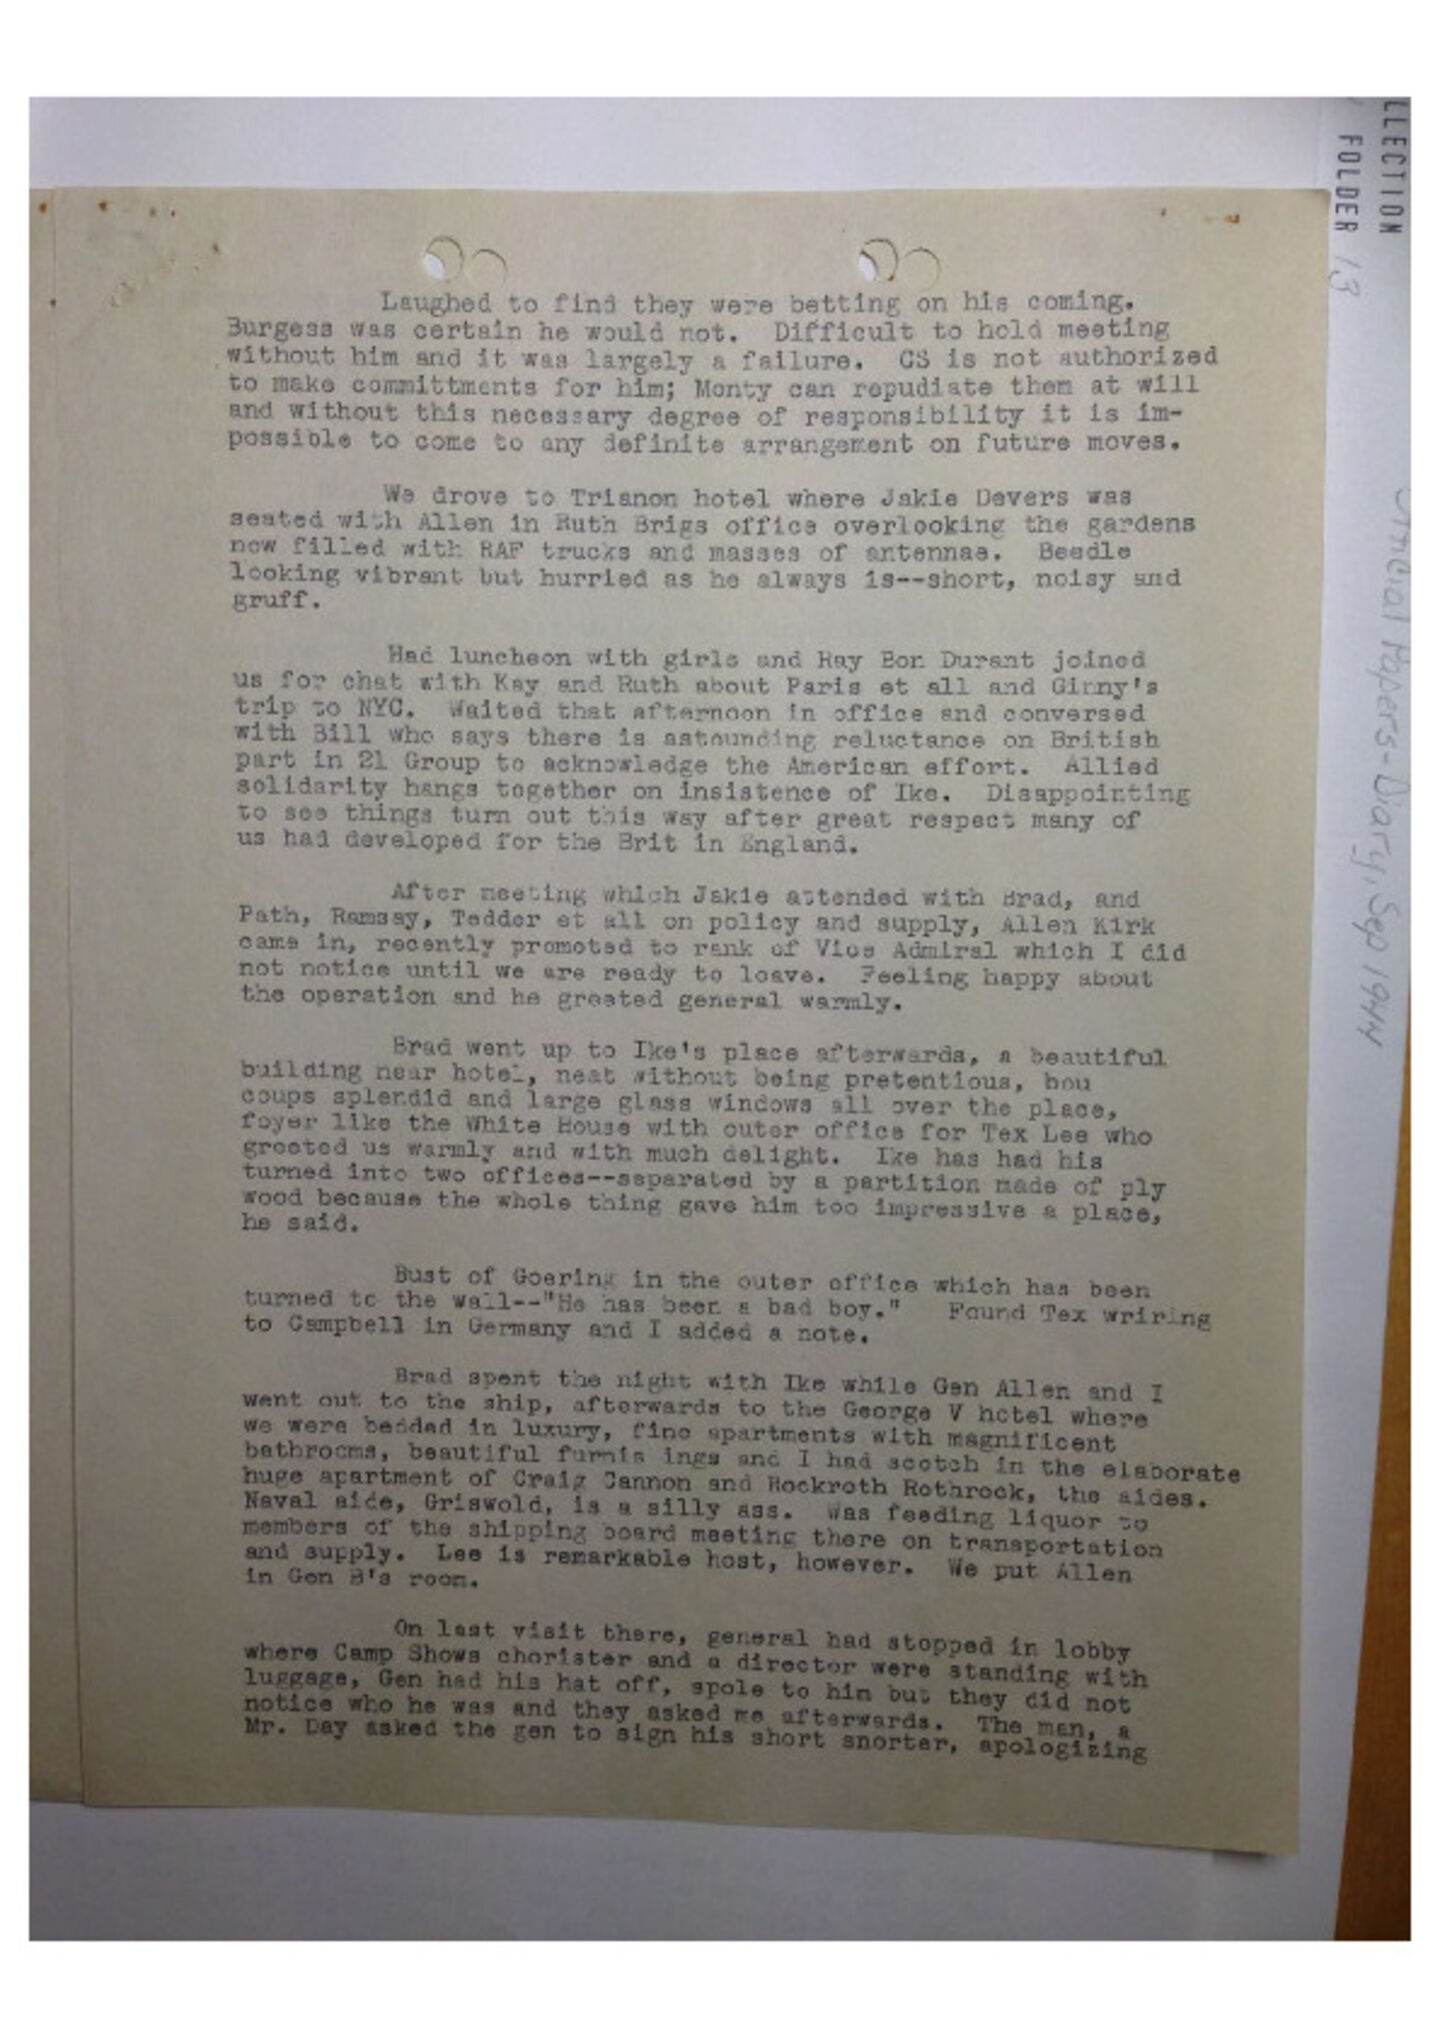 LLECTION
FOLDER 13
Official Papers-Diary, Sep 1944
Laughed to find they were betting on his coming.
Burgess was certain he would not. Difficult to hold meeting
without him and it was largely a failure. CS is not authorized
to make committments for him; Monty can repudiate them at will
and without this necessary degree of responsibility it is im-
possible to come to any definite arrangement on future moves.
We drove to Trianon hotel where Jakie Devers was
seated with Allen in Ruth Brigs office overlooking the gardens
now filled with RAF trucks and masses of antennae. Beedle
looking vibrant but hurried as he always is--short, noisy and
gruff.
Had luncheon with girls and Ray Bon Durant joined
us for chat with Kay and Ruth about Paris et all and Ginny's
trip to NYC. Waited that afternoon in office and conversed
with Bill who says there is astounding reluctance on British
part in 21 Group to acknowledge the American effort. Allied
solidarity hangs together on insistence of Ike. Disappointing
to see things turn out this way after great respect many of
us had developed for the Brit in England.
After meeting which Jakie attended with Brad, and
Path, Ramsay, Tedder et all on policy and supply, Allen Kirk
came in, recently promoted to rank of Vice Admiral which I did
not notice until we are ready to leave. Feeling happy about
the operation and he greated general warmly.
Brad went up to Ike's place afterwards, a beautiful
building near hotel, neat without being pretentious, bou
coups splendid and large glass windows all over the place,
foyer like the White House with outer office for Tex Lee who
greeted us warmly and with much delight. Ike has had his
turned into two offices--separated by a partition made of ply
wood because the whole thing gave him too impressive a place,
he said.
Bust of Goering in the outer office which has been
turned to the wall--"He has been a bad boy." Found Tex wriring
to Campbell in Germany and I added a note.
Brad spent the night with Ike while Gen Allen and I
went out to the ship, afterwards to the George V hotel where
we were bedded in luxury, fine apartments with magnificent
bathrooms, beautiful furnis ings and I had scotch in the elaborate
huge apartment of Craig Cannon and Rockroth Rothrock, the aides.
Naval aide, Griswold, is a silly ass. Was feeding liquor to
members of the shipping board meeting there on transportation
and supply. Lee is remarkable host, however. We put Allen
in Gen B's room.
On last visit there, general had stopped in lobby
where Camp Shows chorister and a director were standing with
luggage, Gen had his hat off, spole to him but they did not
notice who he was and they asked me afterwards. The man, a
Mr. Day asked the gen to sign his short snorter, apologizing